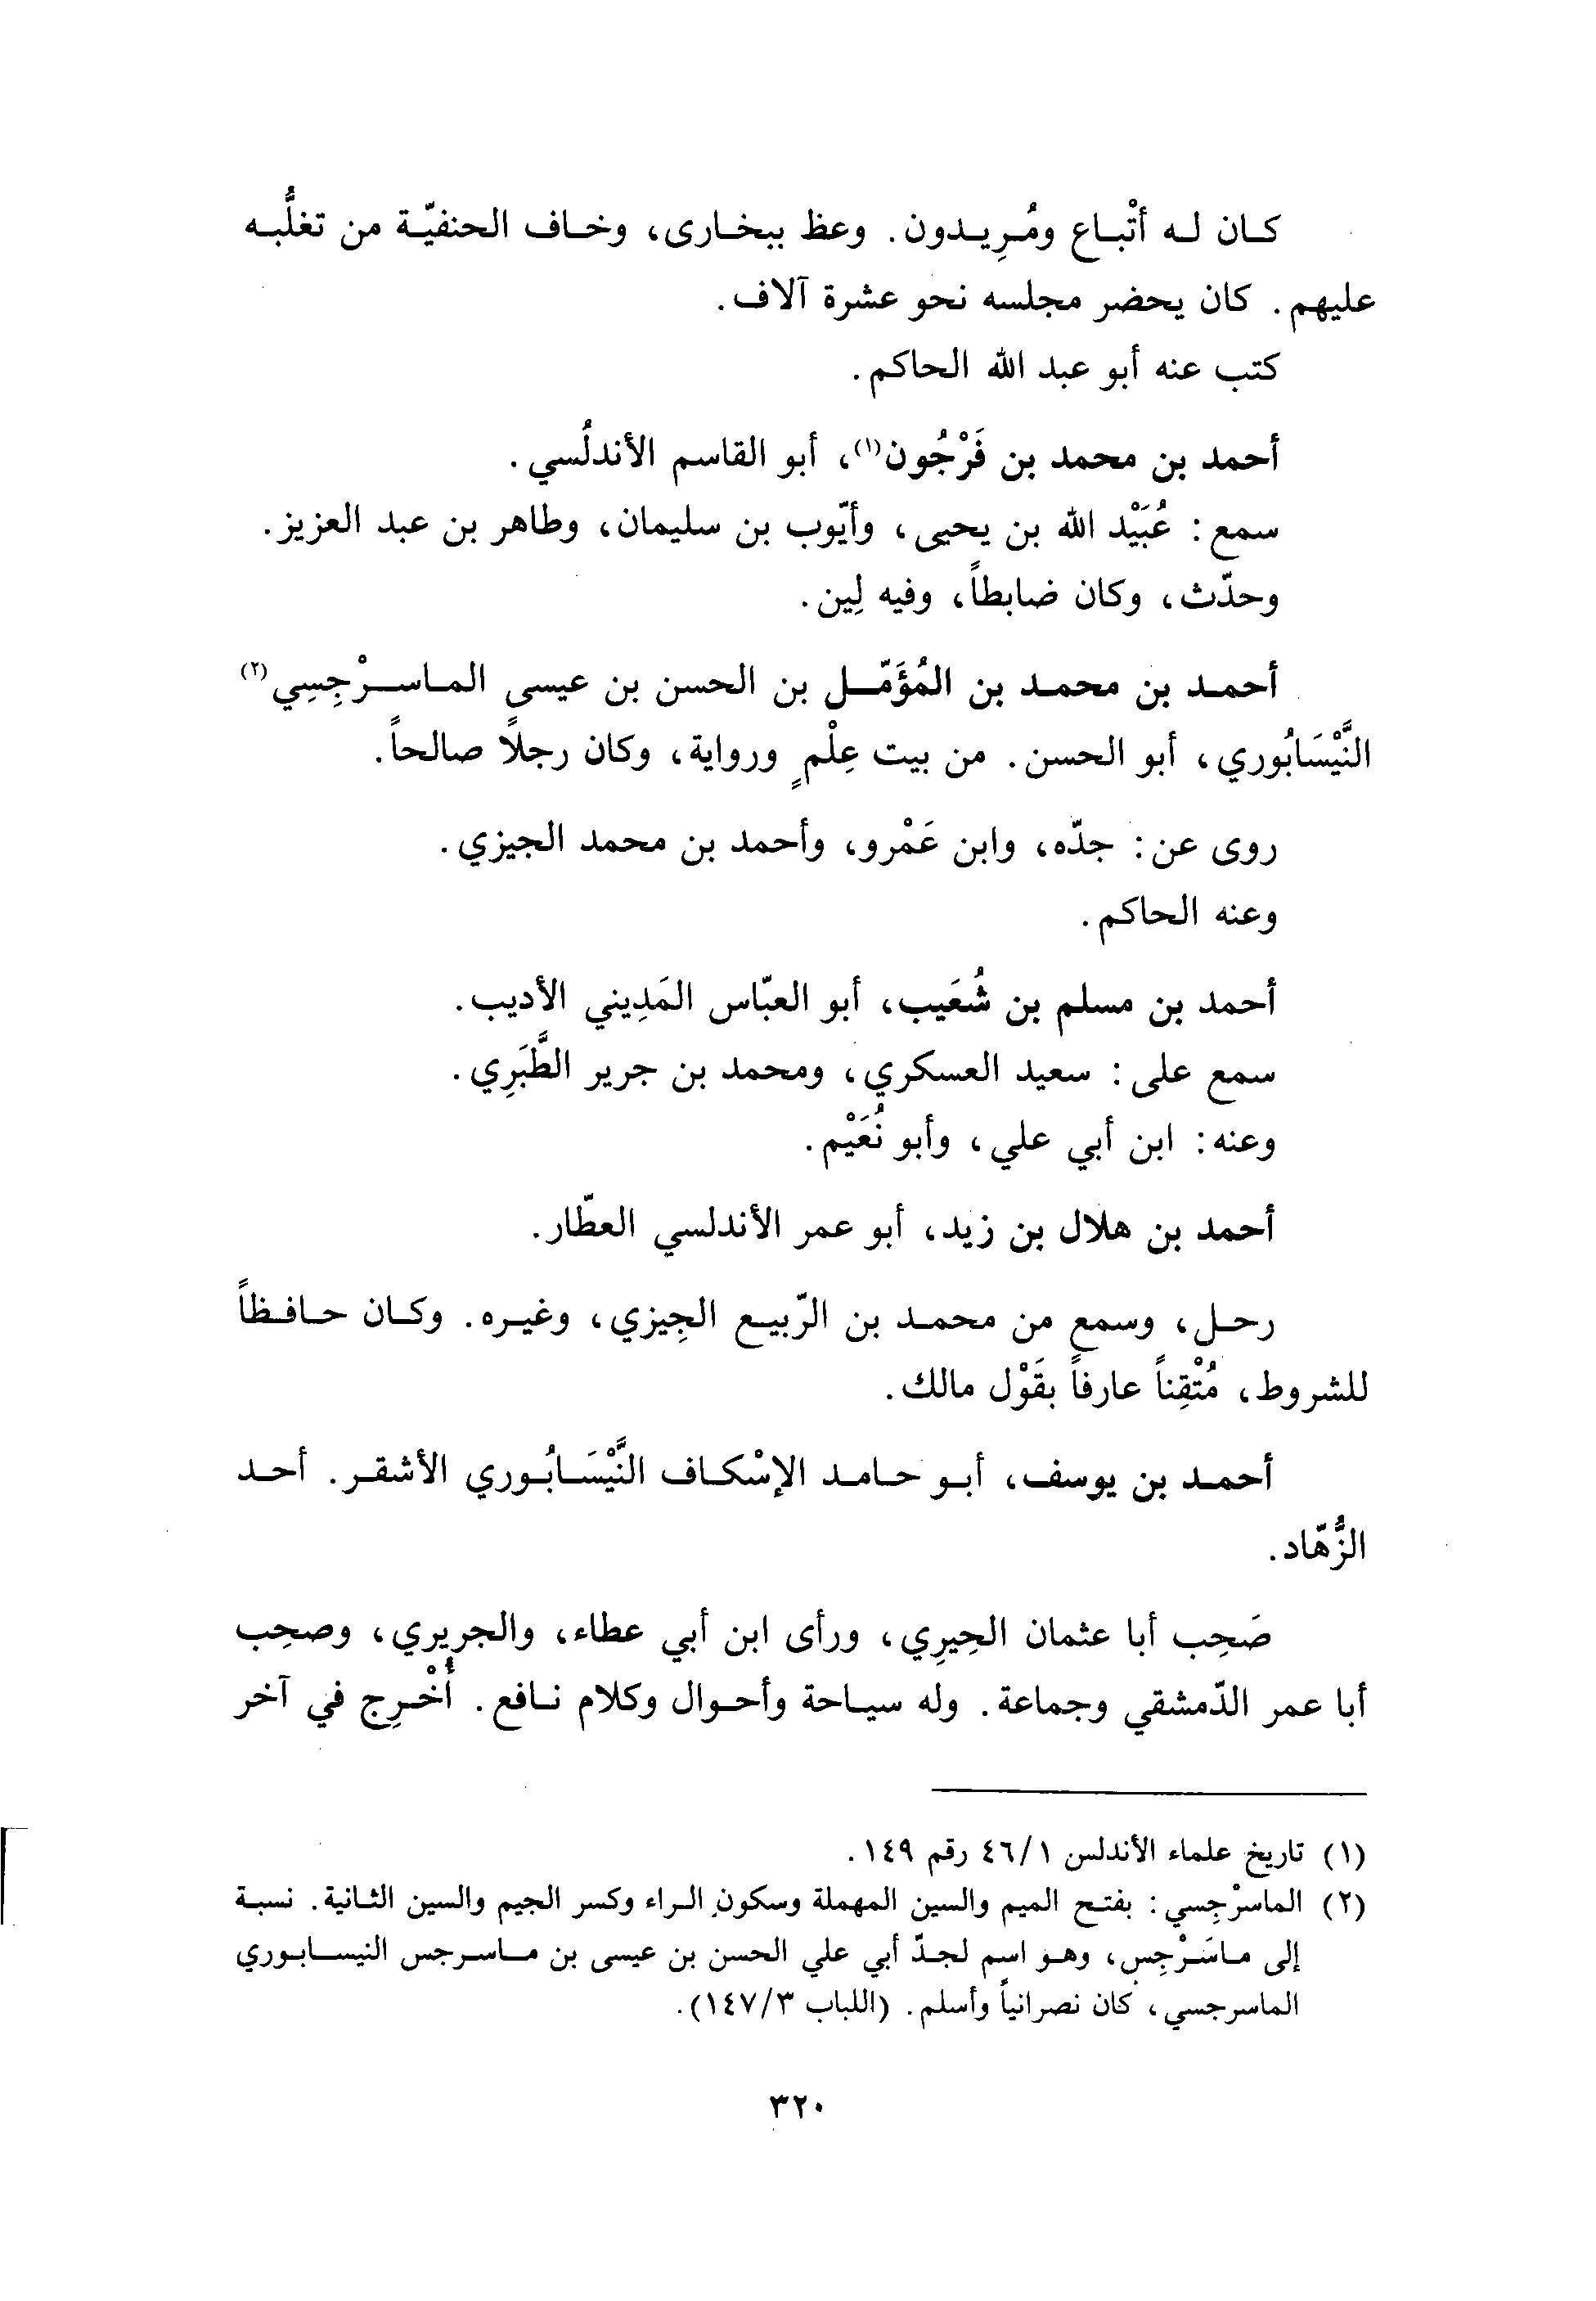 كان له أتْباع ومُرِيدون. وعظ ببخارى، وخاف الحنفيّة من تغلُّبه
عليهم. كان يحضر مجلسه نحو عشرة آلاف.
كتب عنه أبو عبد الله الحاكم.
أحمد بن محمد بن فَرْجُون(١)، أبو القاسم الأندلُسي.
سمع: عُبَيْد الله بن يحيى، وأيّوب بن سليمان، وطاهر بن عبد العزيز.
وحدّث، وكان ضابطاً، وفيه لِين.
أحمد بن محمد بن المُؤَمّل بن الحسن بن عيسى الماسرْجِسِي(٢)
النَّيْسَابُوري، أبو الحسن. من بيت عِلْمٍ ورواية، وكان رجلاً صالحاً.
روى عن: جدّه، وابن عَمْرو، وأحمد بن محمد الجيزي.
وعنه الحاكم.
أحمد بن مسلم بن شُعَيب، أبو العبّاس المَدِيني الأديب.
سمع على: سعيد العسكري، ومحمد بن جرير الطَّبَرِي.
وعنه: ابن أبي علي، وأبو نُعَيْم.
أحمد بن هلال بن زيد، أبو عمر الأندلسي العطّار.
رحل، وسمع من محمد بن الرّبيع الجِيزي، وغيره. وكان حافظاً
للشروط، مُتْقِناً عارفاً بقَوْل مالك.
أحمد بن يوسف، أبو حامد الإسْكاف النَّيْسَابُوري الأشقر. أحد
الزُّهّاد.
صَحِب أبا عثمان الحِيرِي، ورأى ابن أبي عطاء، والجريري، وصحِب
أبا عمر الدّمشقي وجماعة. وله سياحة وأحوال وكلام نافع. أُخْرِج في آخر
(١) تاريخ علماء الأندلس ٤٦/١ رقم ١٤٩.
(٢) الماسرْجِسي: بفتح الميم والسين المهملة وسكون الراء وكسر الجيم والسين الثانية. نسبة
إلى ماسَرْجِس، وهو اسم لجدّ أبي علي الحسن بن عيسى بن ماسرجس النيسابوري
الماسرجسي، كان نصرانياً وأسلم. (اللباب ١٤٧/٣).
٣٢٠